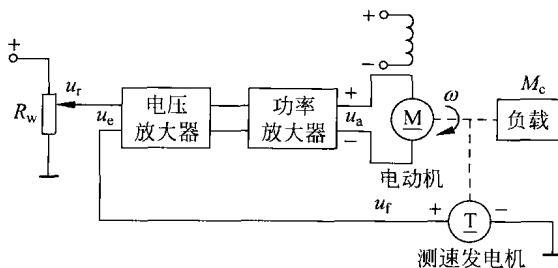 +
−
+
R_w
u_r
u_e
电压
放大器
功率
放大器
+
u_a
−
M
ω
M_c
负载
电动机
u_f
+
T
−
测速发电机